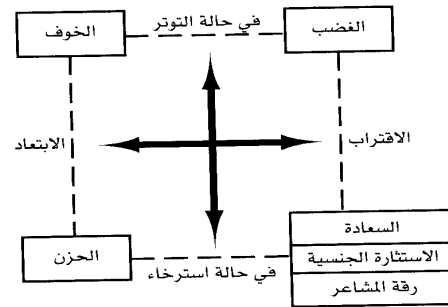 الغضب
في حالة التوتر
الخوف
الاقتراب
الابتعاد
السعادة
الاستثارة الجنسية
رقة المشاعر
في حالة استرخاء
الحزن